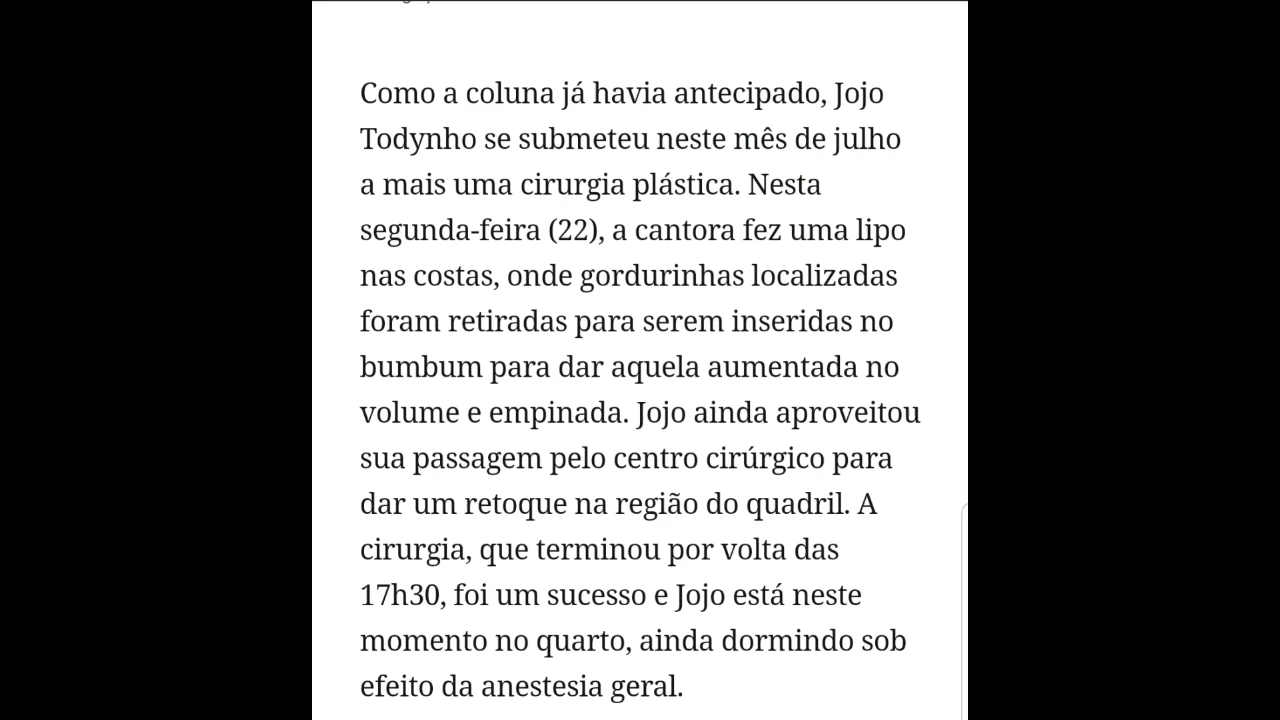 Como a coluna já havia antecipado, Jojo
Todynho se submeteu neste mês de julho
a mais uma cirurgia plástica. Nesta
segunda-feira (22), a cantora fez uma lipo
nas costas, onde gordurinhas localizadas
foram retiradas para serem inseridas no
bumbum para dar aquela aumentada no
volume e empinada. Jojo ainda aproveitou
sua passagem pelo centro cirúrgico para
dar um retoque na região do quadril. A
cirurgia, que terminou por volta das
17h30, foi um sucesso e Jojo está neste
momento no quarto, ainda dormindo sob
efeito da anestesia geral.